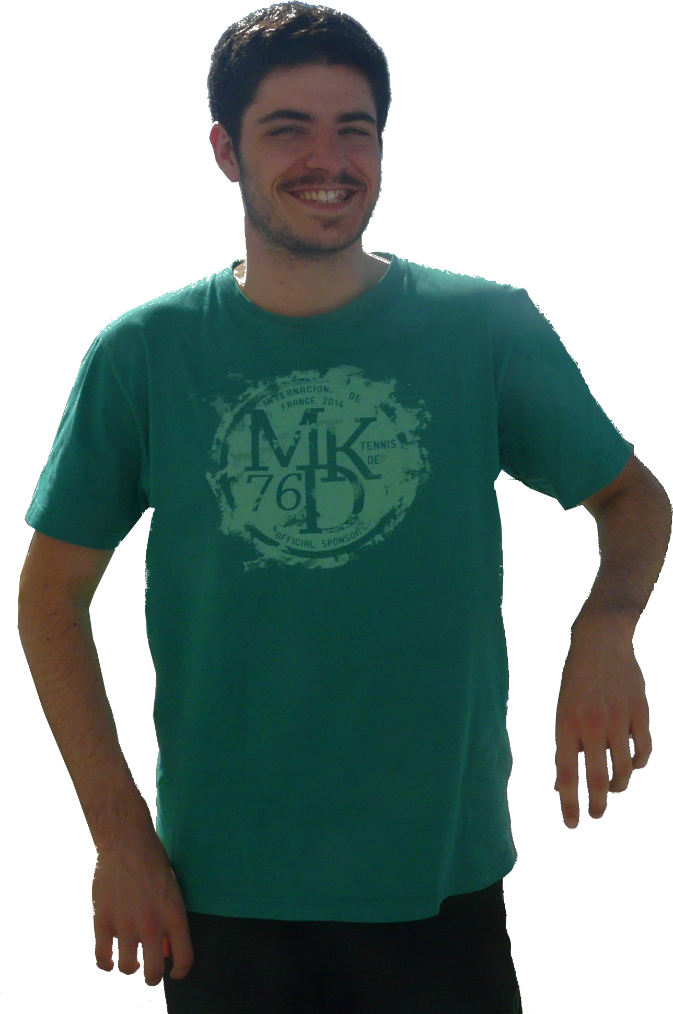 INTERNACION... DE
FRANCE 2014
MK
D
TENNIS
DE
76
OFFICIAL SPONSOR